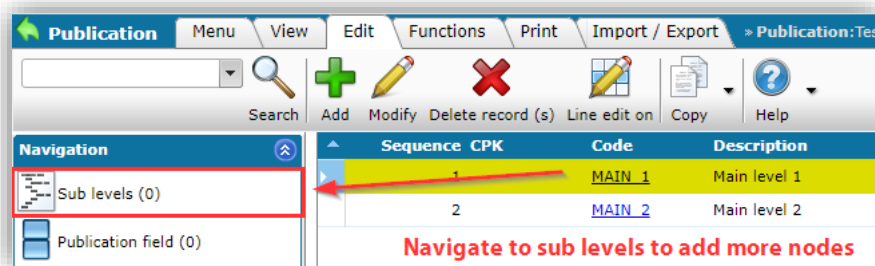 Publication Menu View Edit Functions Print Import / Export » Publication:Tes
Search Add Modify Delete record (s) Line edit on Copy Help
Navigation
Sequence CPK Code Description
Sub levels (0)
1 MAIN_1 Main level 1
2 MAIN_2 Main level 2
Publication field (0)
Navigate to sub levels to add more nodes